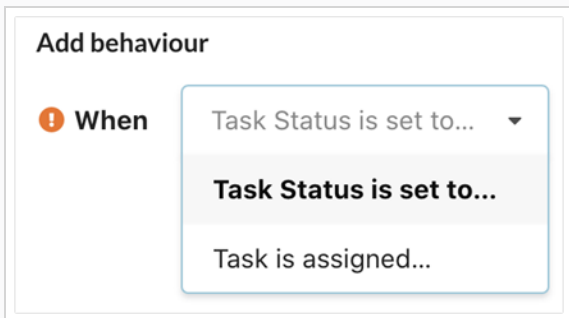 Add behaviour
When Task Status is set to...
Task Status is set to...
Task is assigned...